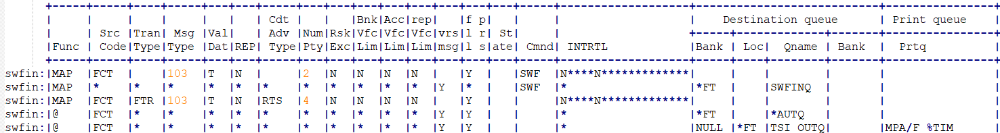 +-----+-----+----+-----+---+---+-----+---+---+---+---+---+---+---+---+-----+-------------------+----------------------------+-----------------+
| | | | | | | Cdt | | |Bnk|Acc|rep| |f p| | | | Destination queue | Print queue |
| | Src |Tran| Msg |Val| | Adv |Num|Rsk|Vfc|Vfc|Vfc|vrs|l r| St| | +-----+----+--------+--------+-----------------+
|Func | Code|Type|Type |Dat|REP| Type|Pty|Exc|Lim|Lim|Lim|msg|l s|ate| Cmnd| INTRTL |Bank | Loc| Qname | Bank | Prtq |
+-----+-----+----+-----+---+---+-----+---+---+---+---+---+---+---+---+-----+-------------------+-----+----+--------+--------+-----------------+
swfin:|MAP |FCT | |103 |T |N | |2 |N |N |N |N | |Y | |SWF |N****N*************| | | | | |
swfin:|MAP |* |* |* |* |* |* |* |* |* |* |* |Y |* | |SWF |* |*FT | |SWFINQ | | |
swfin:|MAP |FCT |FTR |103 |T |N |RTS |4 |N |N |N |N | |Y | | |N****N*************| | | | | |
swfin:|@ |FCT |* |* |* |* |* |* |* |* |* |* |Y |Y | | |* |*FT | |*AUTQ | | |
swfin:|@ |FCT |* |* |* |* |* |* |* |* |* |* |Y |Y | | |* |NULL |*FT |TSI OUTQ| |MPA/F %TIM |